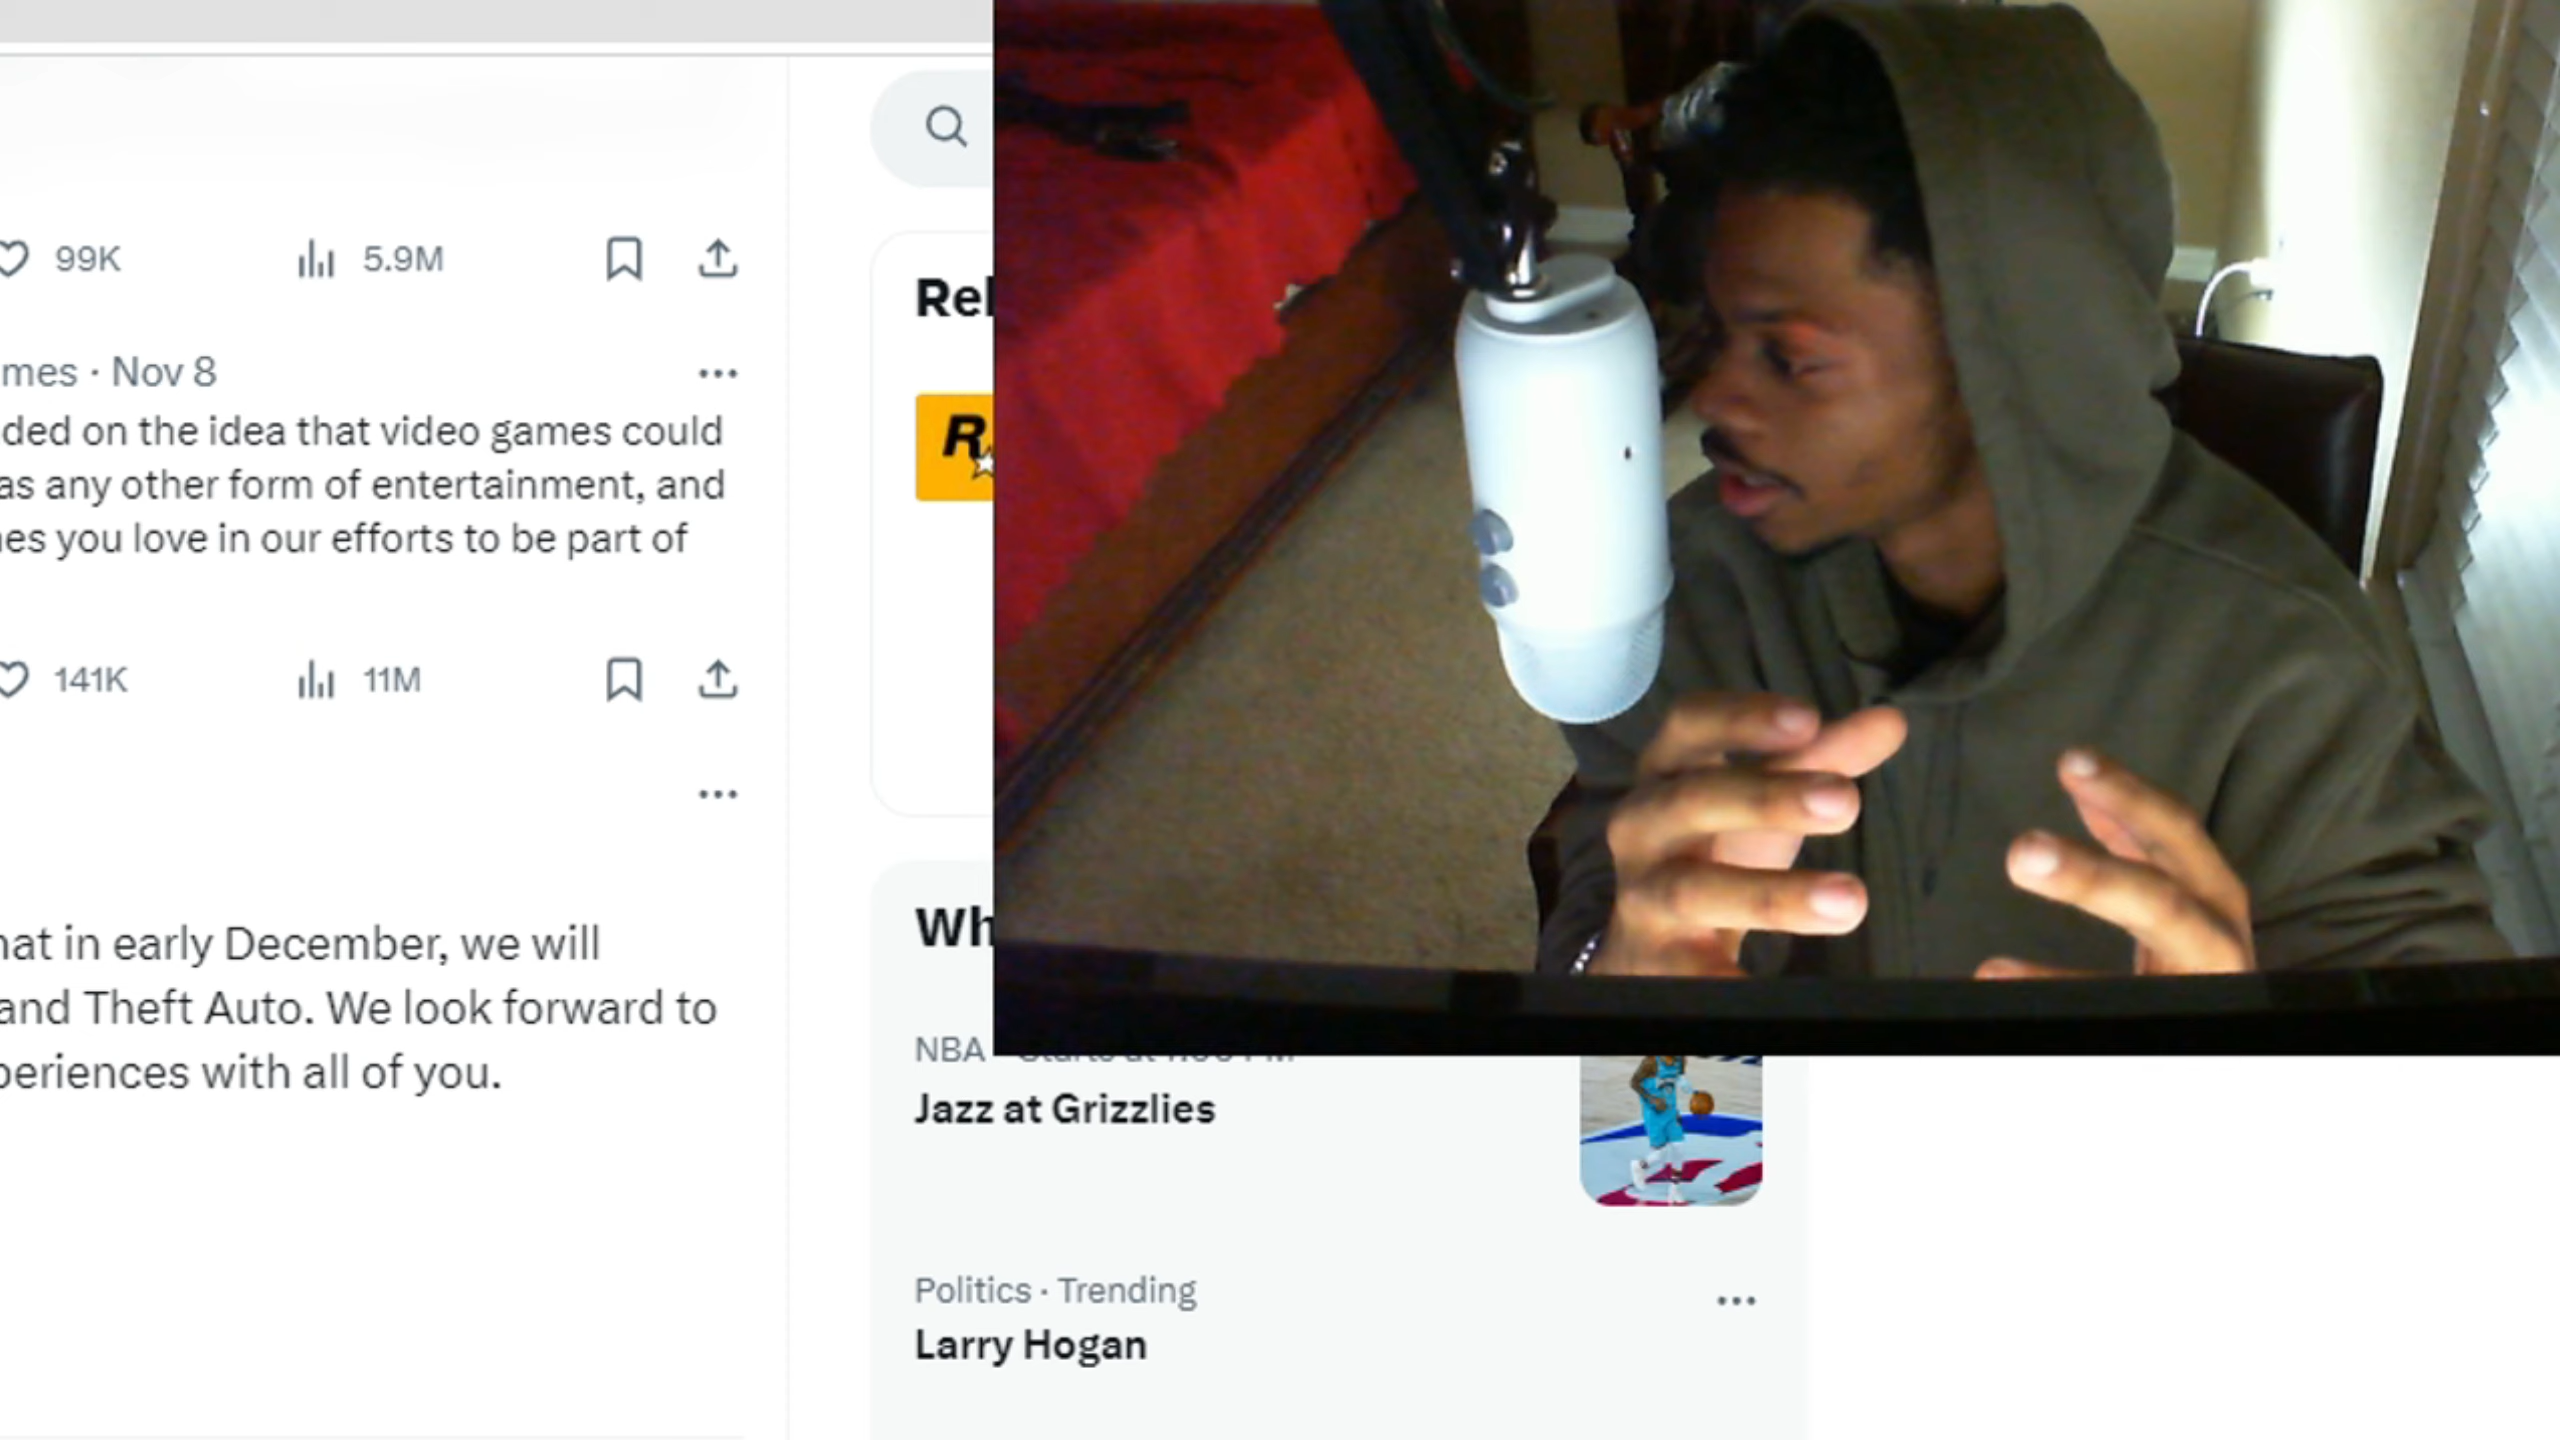 99K 5.9M
mes · Nov 8
ded on the idea that video games could
as any other form of entertainment, and
es you love in our efforts to be part of
141K 11M
hat in early December, we will
and Theft Auto. We look forward to
periences with all of you.
Rel
R
Wh
NBA · Starts at
Jazz at Grizzlies
Politics · Trending
Larry Hogan